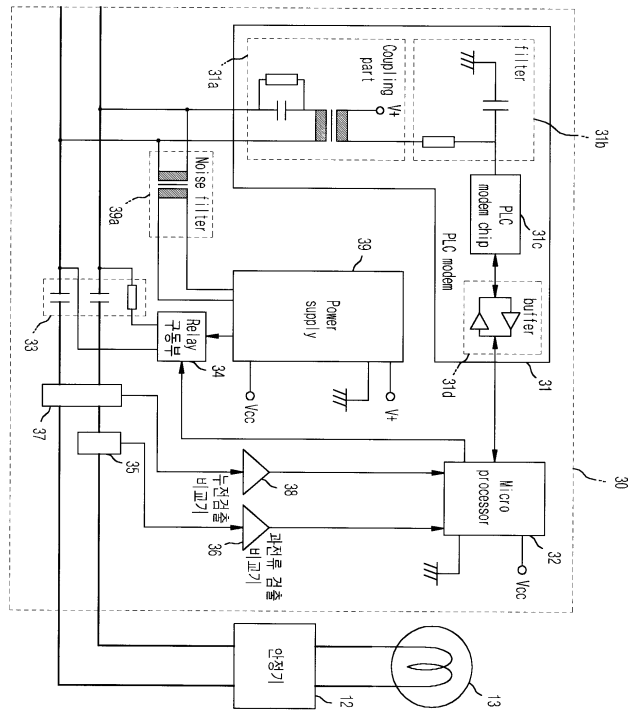 filter
31b
Coupling
part
31a
V+
PLC
modem chip
31c
PLC modem
buffer
31d
31
Noise filter
39a
39
Power
supply
V+
Vcc
Relay
구동부
34
33
37
35
누전검출
비교기
38
과전류 검출
비교기
36
Micro
processor
32
Vcc
30
안정기
12
13